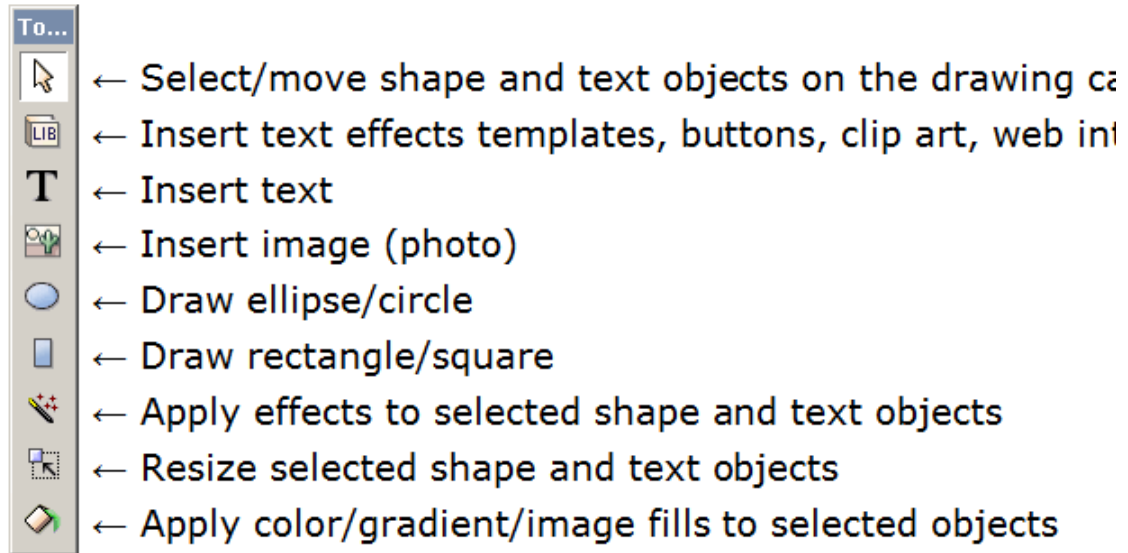 To...
← Select/move shape and text objects on the drawing
LIB
← Insert text effects templates, buttons, clip art, web
T
← Insert text
← Insert image (photo)
← Draw ellipse/circle
← Draw rectangle/square
← Apply effects to selected shape and text objects
← Resize selected shape and text objects
← Apply color/gradient/image fills to selected objects